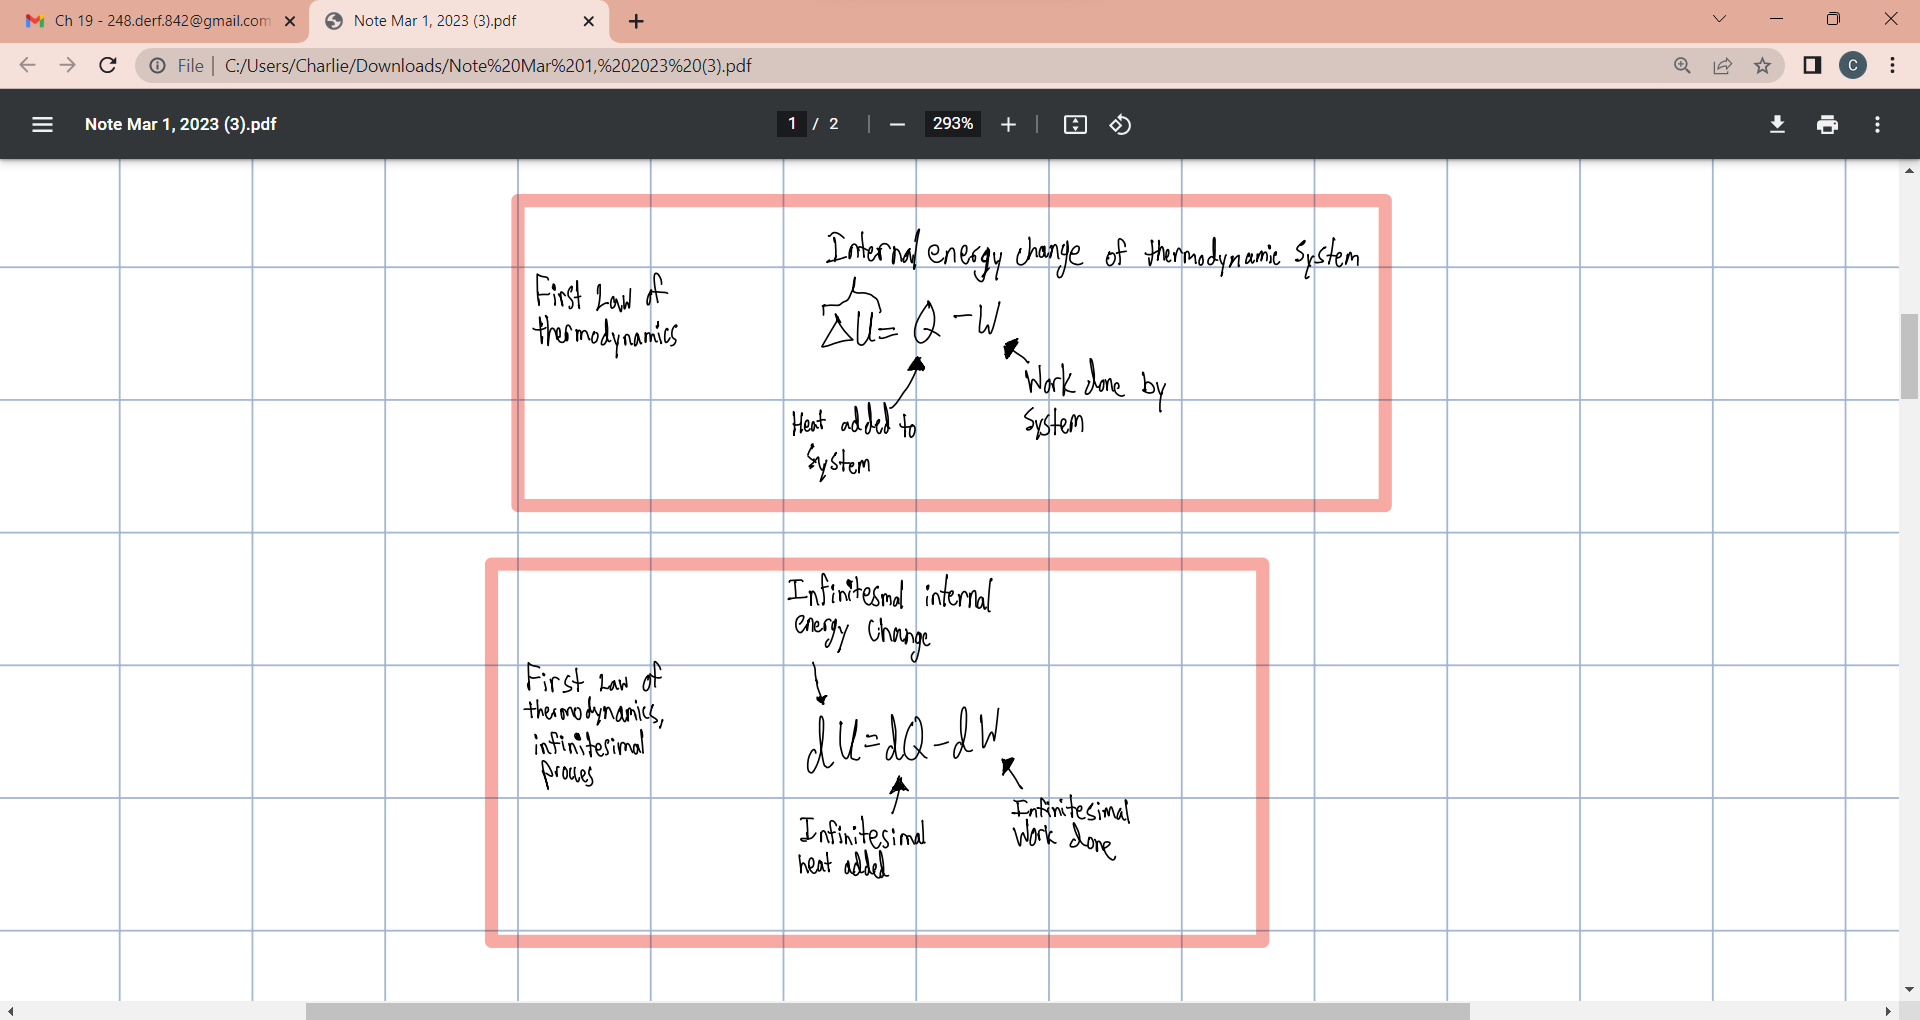 Ch 19 - 248.derf.842@gmail.com
Note Mar 1, 2023 (3).pdf
File | C:/Users/Charlie/Downloads/Note%20Mar%201,%202023%20(3).pdf
C
Note Mar 1, 2023 (3).pdf
1 / 2
293%
Internal energy change of thermodynamic system
First Law of
thermodynamics
ΔU = Q - W
Work done by
system
Heat added to
system
Infinitesmal internal
energy change
First Law of
thermodynamics,
infinitesimal
proces
dU = dQ - dW
Infinitesimal
work done
Infinitesimal
heat added